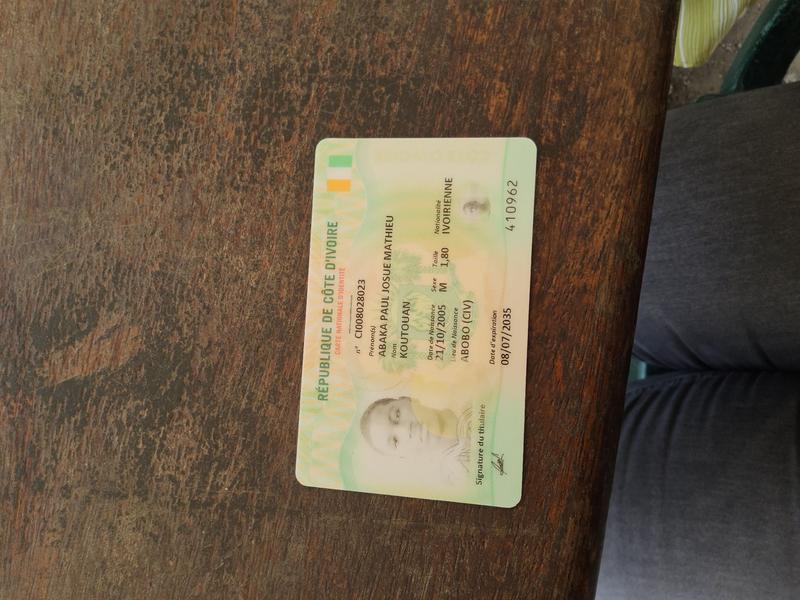 RÉPUBLIQUE DE CÔTE D'IVOIRE
CARTE NATIONALE D'IDENTITÉ
n° CI008028023
Prénom(s)
ABAKA PAUL JOSUE MATHIEU
Nom
KOUTOUAN
Date de Naissance Sexe Taille Nationalité
21/10/2005 M 1,80 IVOIRIENNE
Lieu de Naissance
ABOBO (CIV)
Date d'expiration
08/07/2035
410962
Signature du titulaire